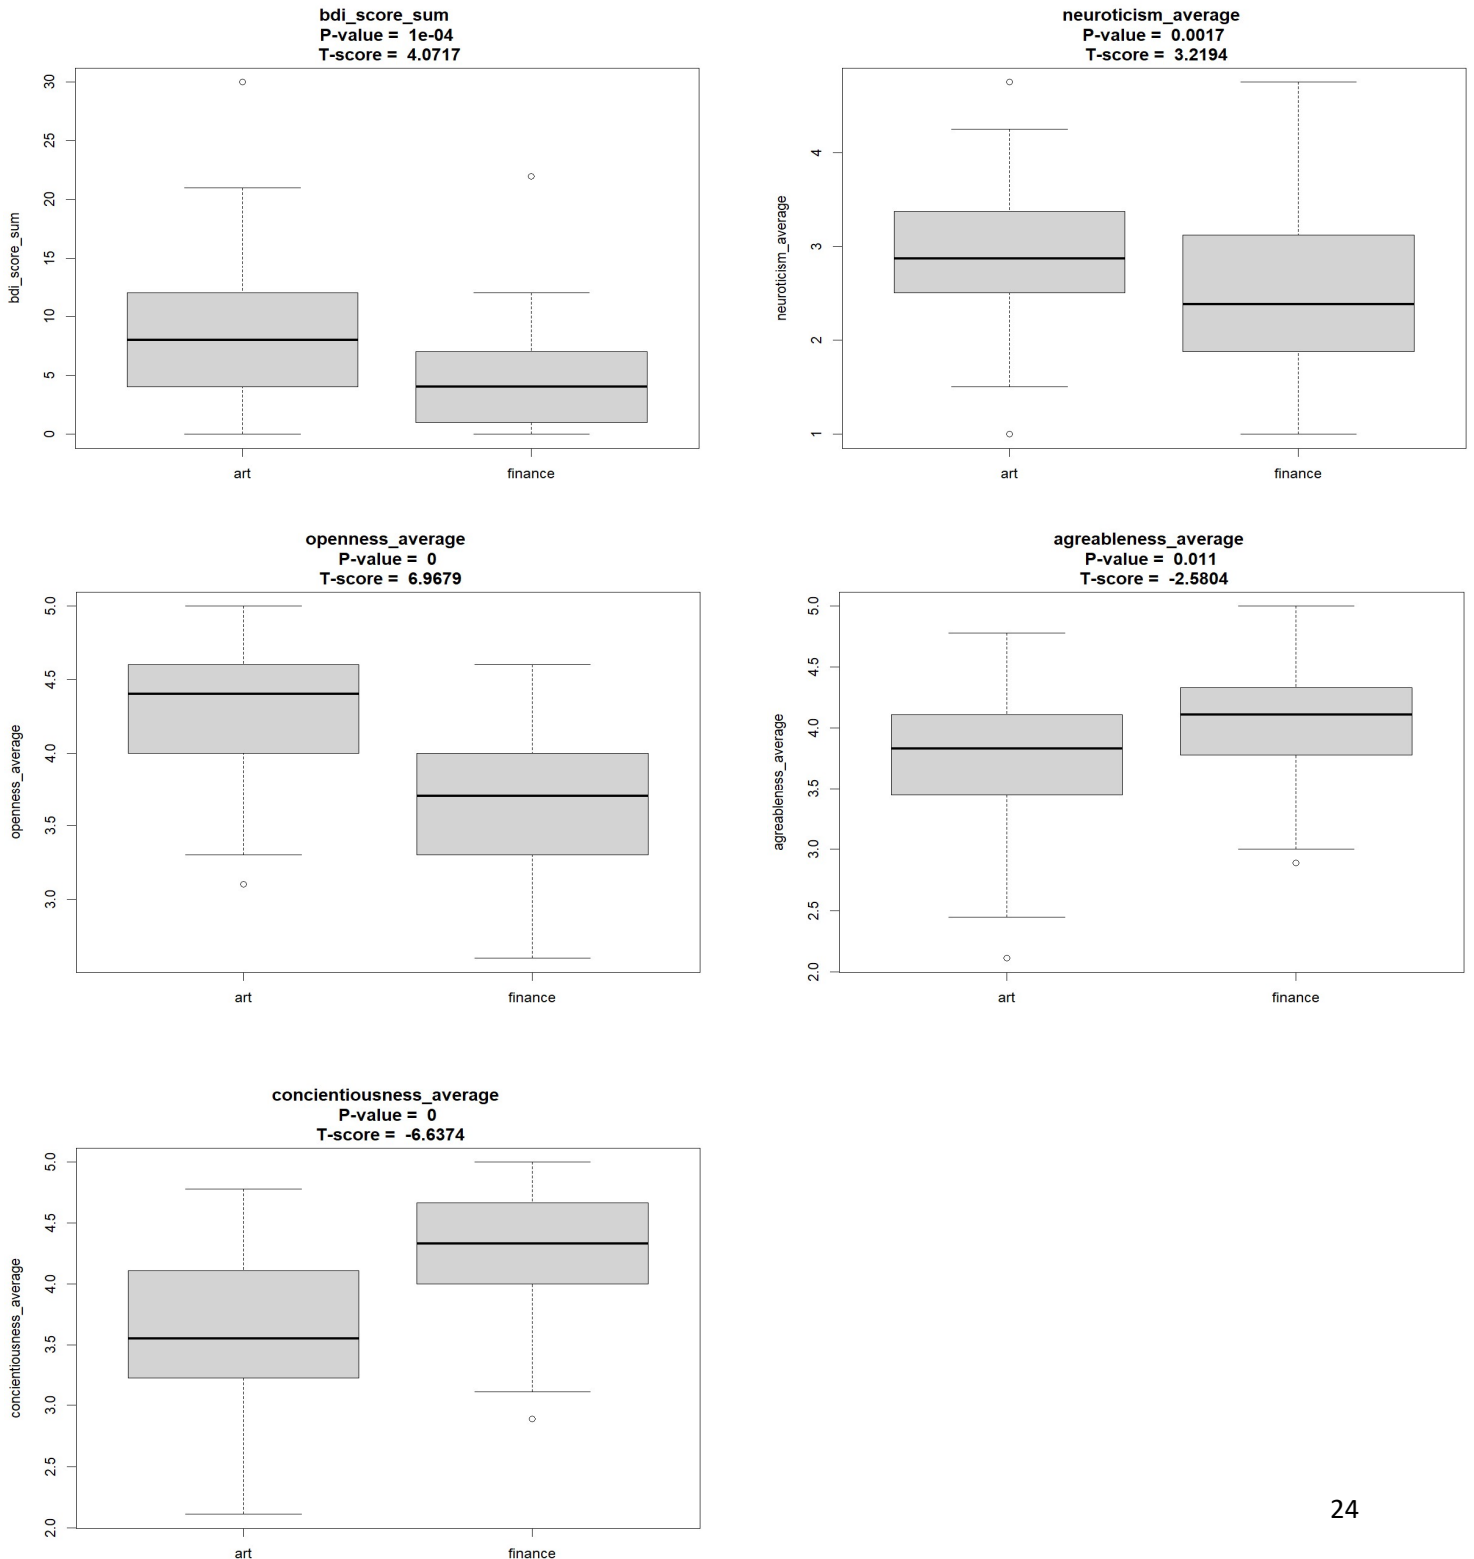 bdi_score_sum
P-value = 1e-04
T-score = 4.0717
bdi_score_sum
30
25
20
15
10
5
0
art
finance
neuroticism_average
P-value = 0.0017
T-score = 3.2194
neuroticism_average
4
3
2
1
art
finance
openness_average
P-value = 0
T-score = 6.9679
openness_average
5.0
4.5
4.0
3.5
3.0
art
finance
agreableness_average
P-value = 0.011
T-score = -2.5804
agreableness_average
5.0
4.5
4.0
3.5
3.0
2.5
2.0
art
finance
concientiousness_average
P-value = 0
T-score = -6.6374
concientiousness_average
5.0
4.5
4.0
3.5
3.0
2.5
2.0
art
finance
24